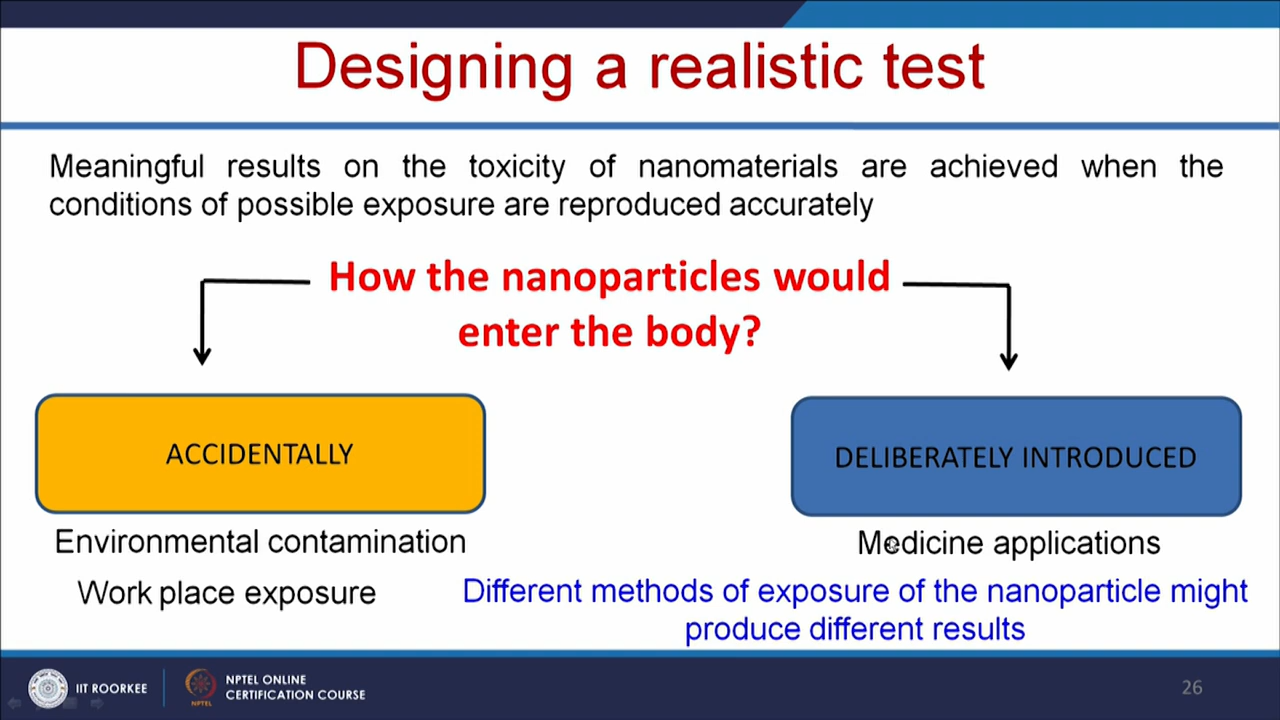 Designing a realistic test
Meaningful results on the toxicity of nanomaterials are achieved when the
conditions of possible exposure are reproduced accurately
How the nanoparticles would
enter the body?
ACCIDENTALLY
DELIBERATELY INTRODUCED
Environmental contamination
Work place exposure
Medicine applications
Different methods of exposure of the nanoparticle might
produce different results
IIT ROORKEE
NPTEL
NPTEL ONLINE
CERTIFICATION COURSE
26